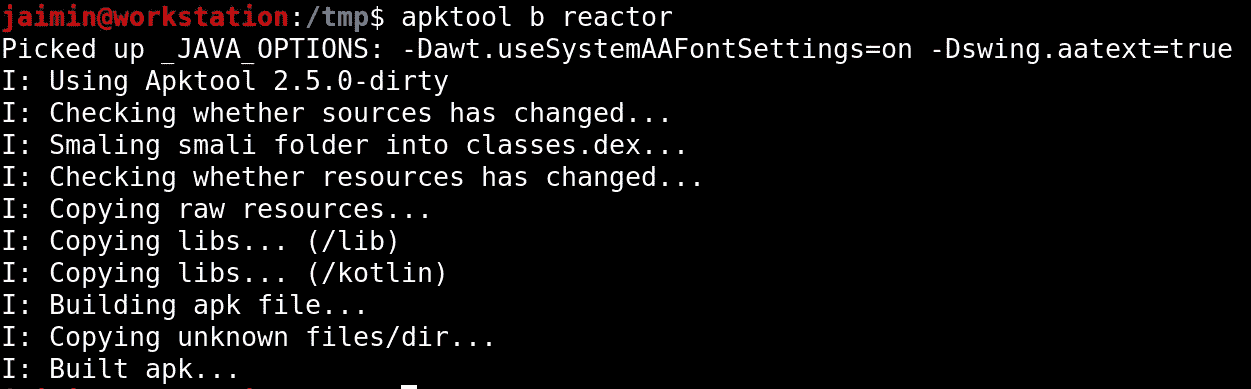 jaimin@workstation:/tmp$ apktool b reactor
Picked up _JAVA_OPTIONS: -Dawt.useSystemAAFontSettings=on -Dswing.aatext=true
I: Using Apktool 2.5.0-dirty
I: Checking whether sources has changed...
I: Smaling smali folder into classes.dex...
I: Checking whether resources has changed...
I: Copying raw resources...
I: Copying libs... (/lib)
I: Copying libs... (/kotlin)
I: Building apk file...
I: Copying unknown files/dir...
I: Built apk...